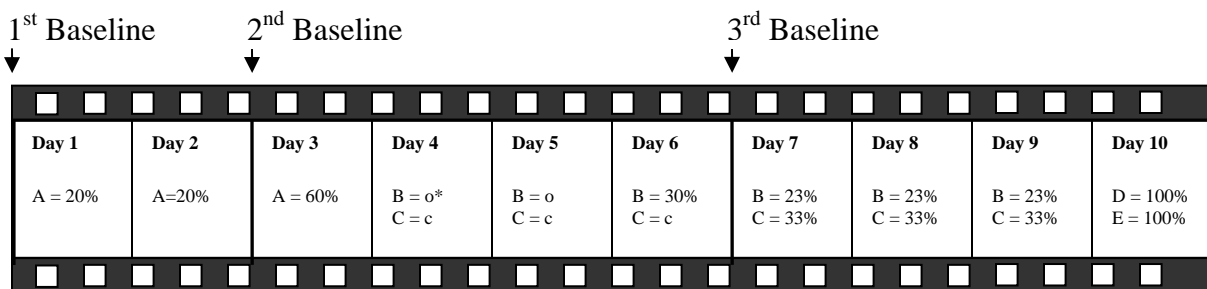 1st Baseline 2nd Baseline 3rd Baseline
Day 1 Day 2 Day 3 Day 4 Day 5 Day 6 Day 7 Day 8 Day 9 Day 10
A = 20% A=20% A = 60% B = o* B = o B = 30% B = 23% B = 23% B = 23% D = 100%
C = c C = c C = c C = 33% C = 33% C = 33% E = 100%